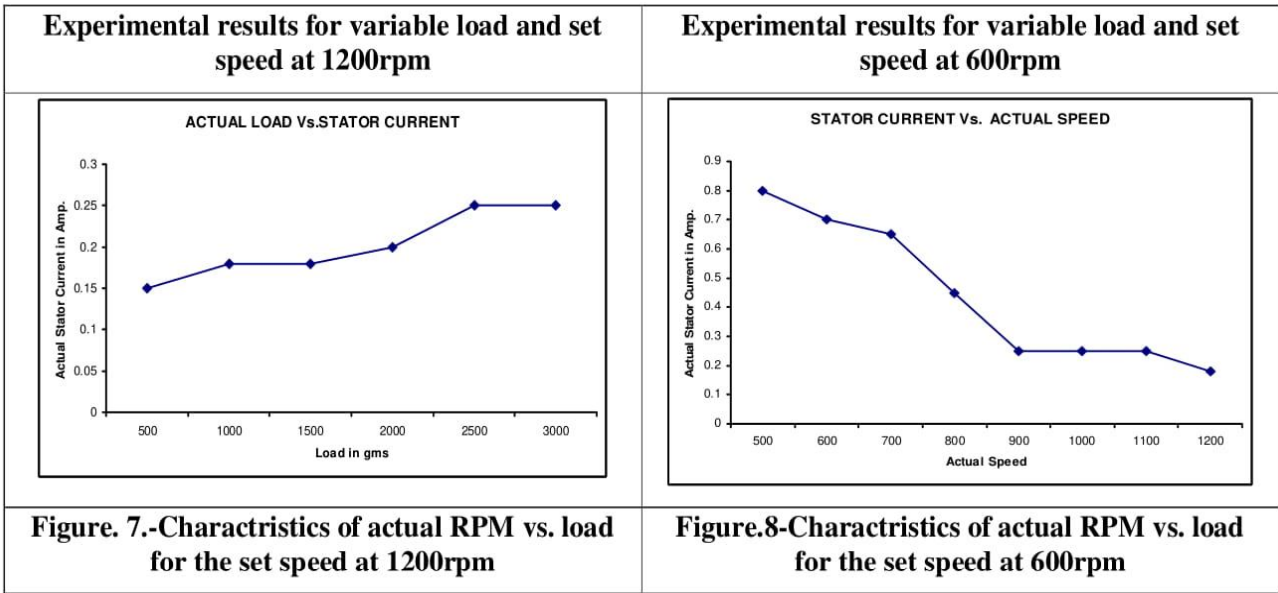 Experimental results for variable load and set
speed at 1200rpm
Experimental results for variable load and set
speed at 600rpm
ACTUAL LOAD Vs.STATOR CURRENT
Actual Stator Current in Amp.
0.3
0.25
0.2
0.15
0.1
0.05
0
500 1000 1500 2000 2500 3000
Load in gms
STATOR CURRENT Vs. ACTUAL SPEED
Actual Stator Current in Amp.
0.9
0.8
0.7
0.6
0.5
0.4
0.3
0.2
0.1
0
500 600 700 800 900 1000 1100 1200
Actual Speed
Figure. 7.-Charactristics of actual RPM vs. load
for the set speed at 1200rpm
Figure.8-Charactristics of actual RPM vs. load
for the set speed at 600rpm